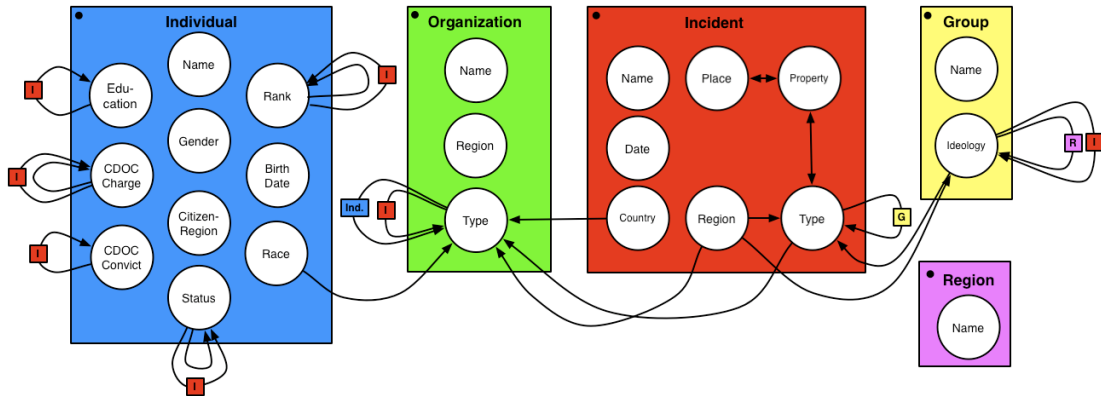 Individual
Name
Edu-
cation
Rank
Gender
CDOC
Charge
Birth
Date
Citizen-
Region
CDOC
Convict
Race
Status
I
I
I
I
I
Organization
Name
Region
Type
Ind.
I
Incident
Name
Place
Property
Date
Country
Region
Type
G
Group
Name
Ideology
R
I
Region
Name